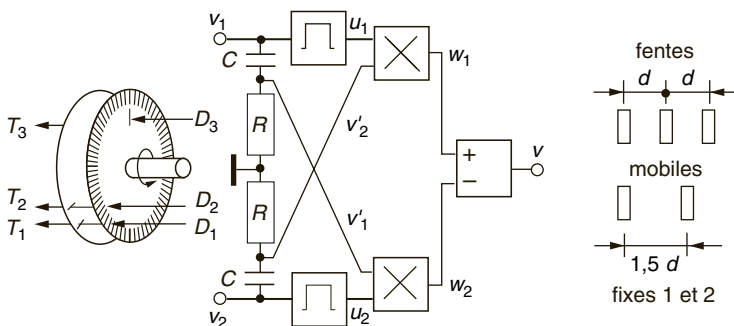 T₃
T₂
T₁
D₃
D₂
D₁
v₁
C
R
R
C
v₂
u₁
v'₂
v'₁
u₂
w₁
w₂
+
−
v
fentes
d d
mobiles
1,5 d
fixes 1 et 2